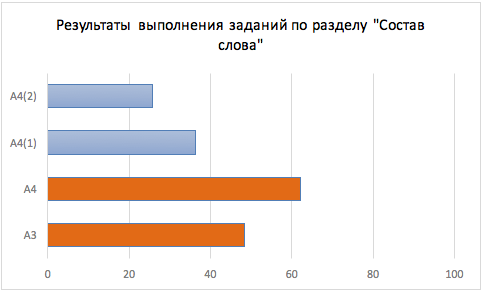 Результаты выполнения заданий по разделу "Состав
слова"
А4(2)
А4(1)
А4
А3
0 20 40 60 80 100